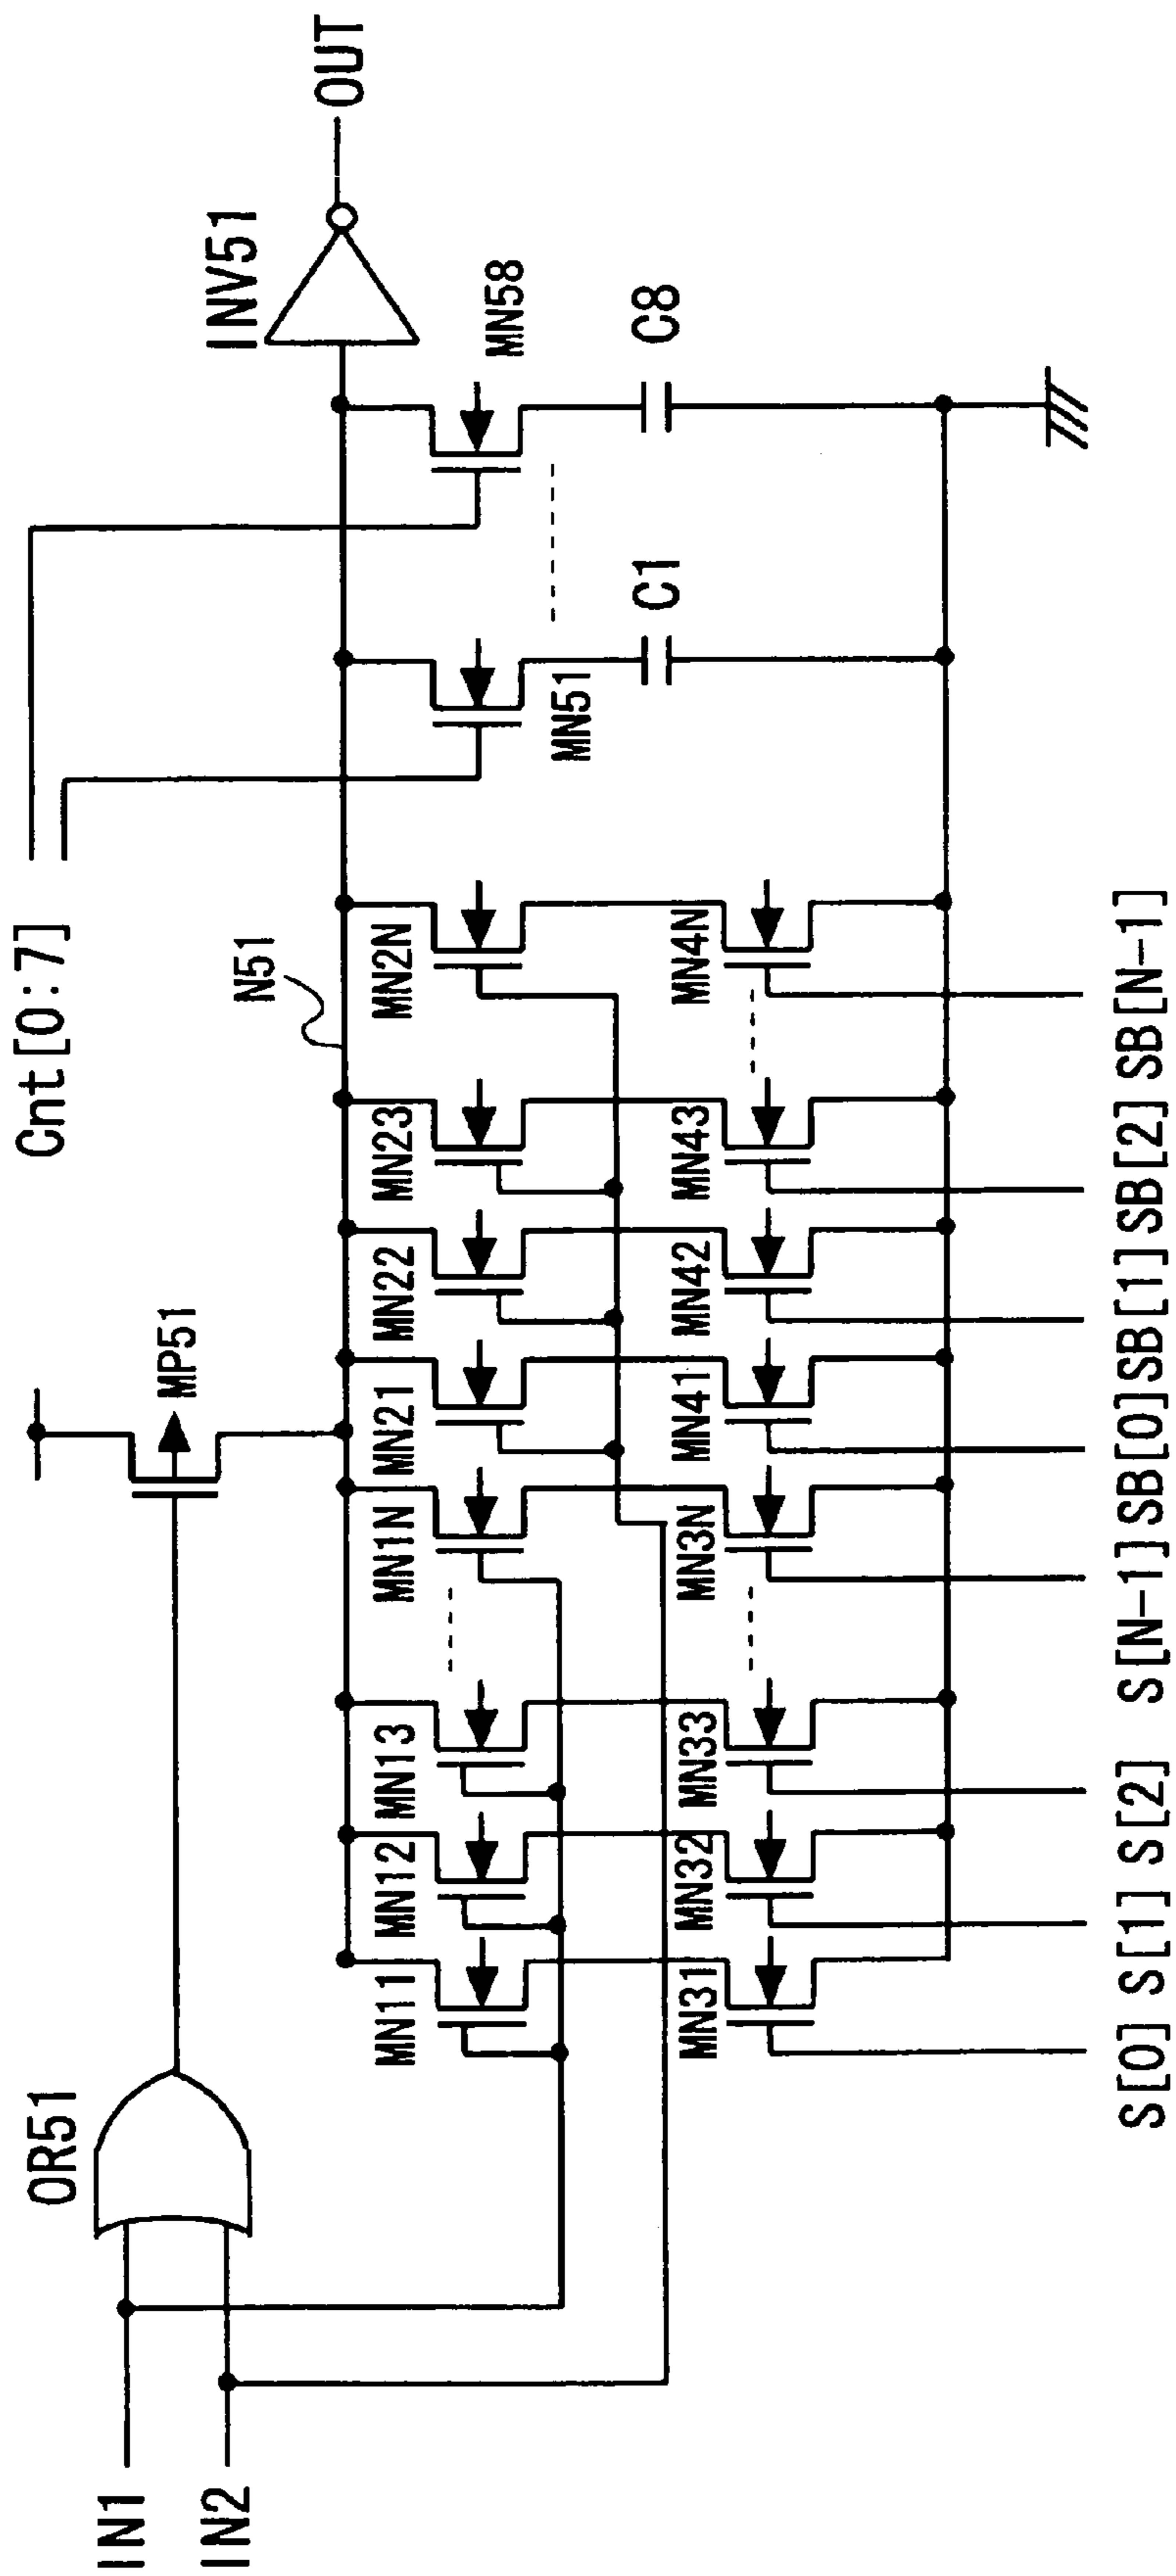 Cnt[0:7]
OR51
MP51
INV51
OUT
N51
IN1
IN2
MN11
MN12
MN13
MN1N
MN21
MN22
MN23
MN2N
MN51
MN58
C1
C8
MN31
MN32
MN33
MN3N
MN41
MN42
MN43
MN4N
S[0] S[1] S[2] S[N-1] SB[0] SB[1] SB[2] SB[N-1]